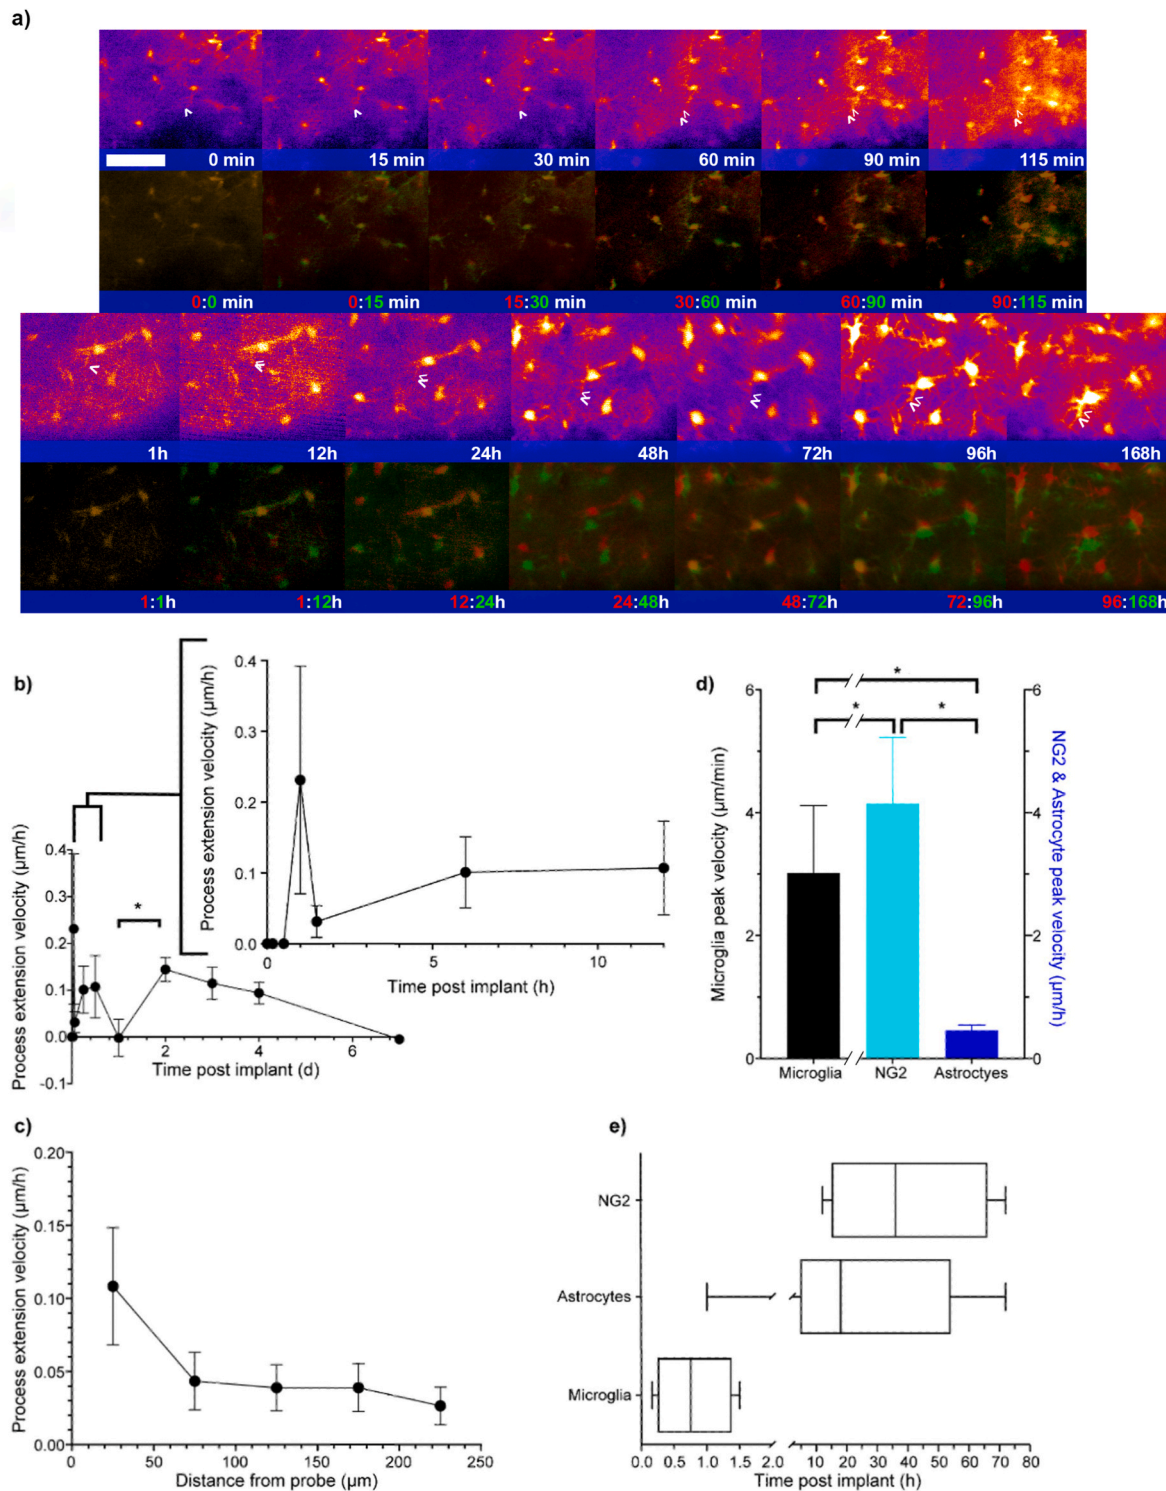 a)
0 min 15 min 30 min 60 min 90 min 115 min
0:0 min 0:15 min 15:30 min 30:60 min 60:90 min 90:115 min
1h 12h 24h 48h 72h 96h 168h
1:1h 1:12h 12:24h 24:48h 48:72h 72:96h 96:168h
b)
Process extension velocity (µm/h)
0.4
0.3
0.2
0.1
0.0
-0.1
*
2 4 6
Time post implant (d)
Process extension velocity (µm/h)
0.4
0.3
0.2
0.1
0.0
0 5 10
Time post implant (h)
d)
Microglia peak velocity (µm/min)
6
4
2
0
* * *
Microglia NG2 Astroctyes
6
4
2
0
NG2 & Astrocyte peak velocity (µm/h)
c)
Process extension velocity (µm/h)
0.20
0.15
0.10
0.05
0.00
0 50 100 150 200 250
Distance from probe (µm)
e)
NG2
Astrocytes
Microglia
0.0 0.5 1.0 1.5 2.0 10 20 30 40 50 60 70 80
Time post implant (h)